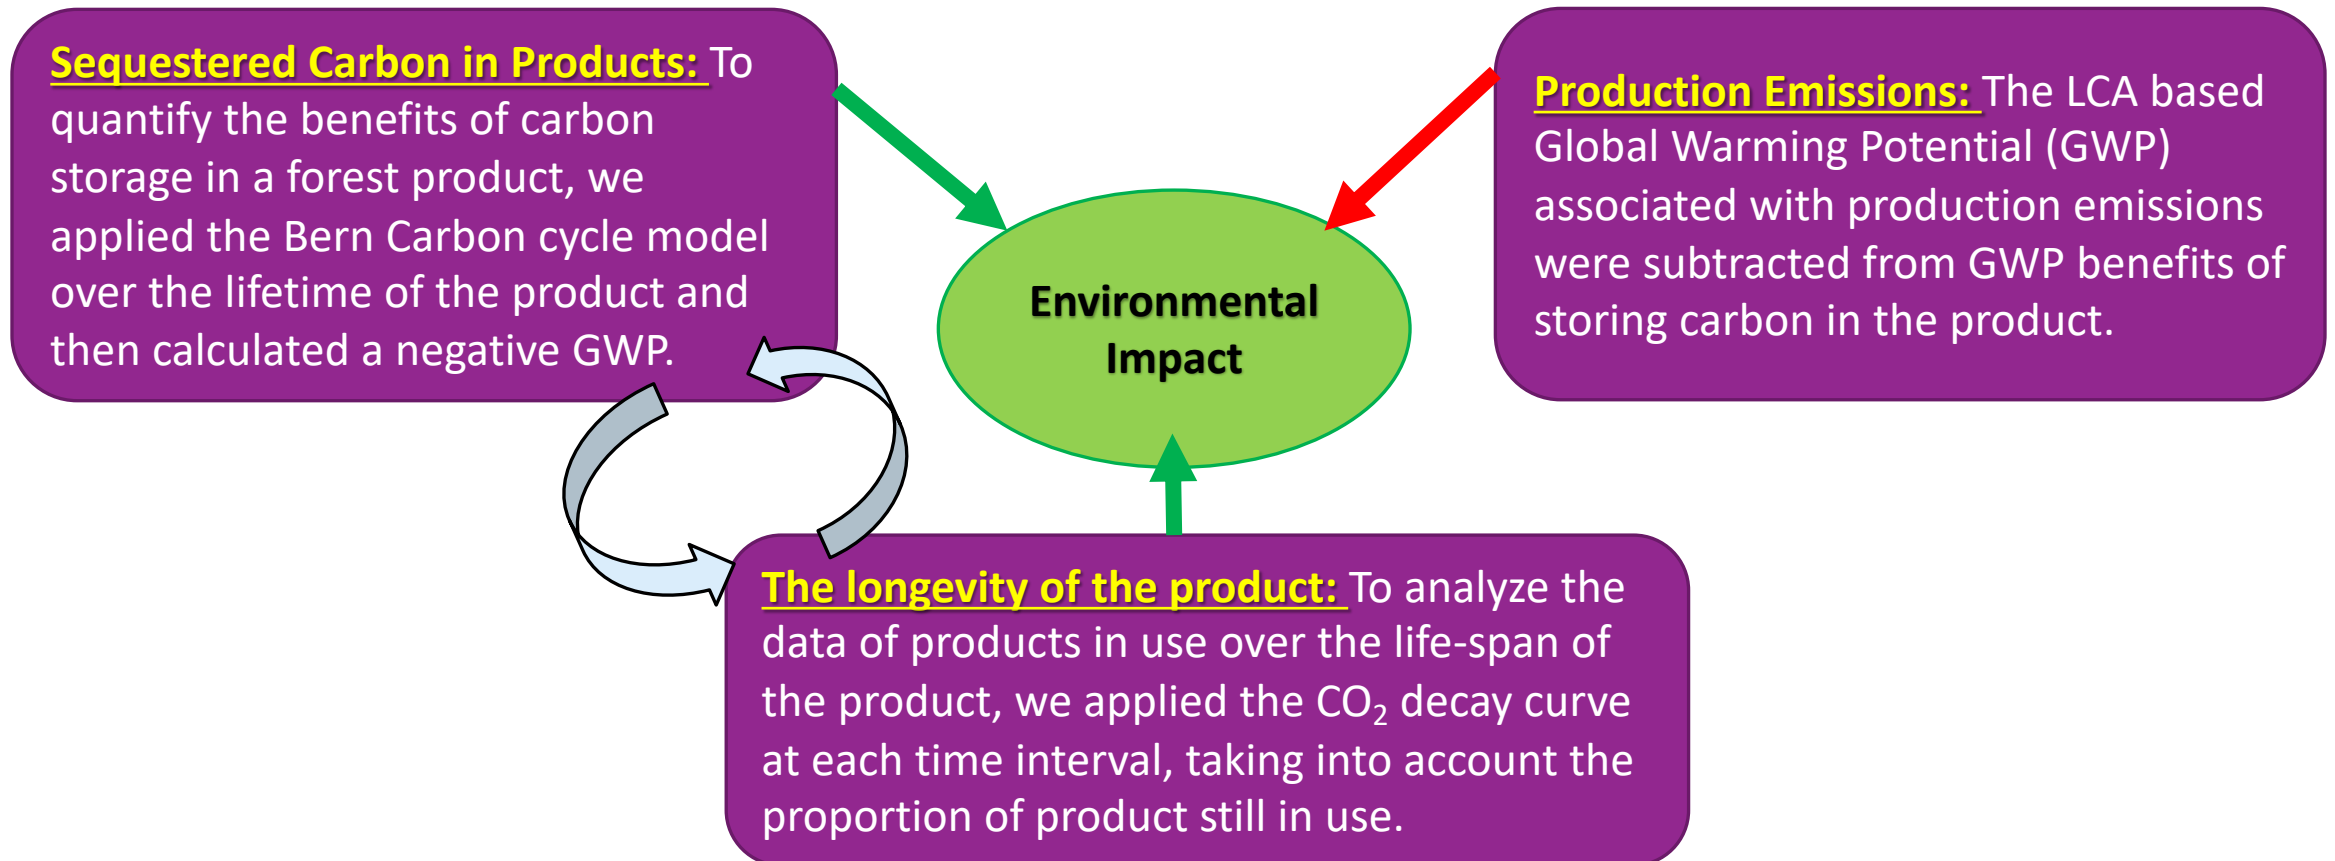 Sequestered Carbon in Products: To
quantify the benefits of carbon
storage in a forest product, we
applied the Bern Carbon cycle model
over the lifetime of the product and
then calculated a negative GWP.
Production Emissions: The LCA based
Global Warming Potential (GWP)
associated with production emissions
were subtracted from GWP benefits of
storing carbon in the product.
Environmental
Impact
The longevity of the product: To analyze the
data of products in use over the life-span of
the product, we applied the CO₂ decay curve
at each time interval, taking into account the
proportion of product still in use.